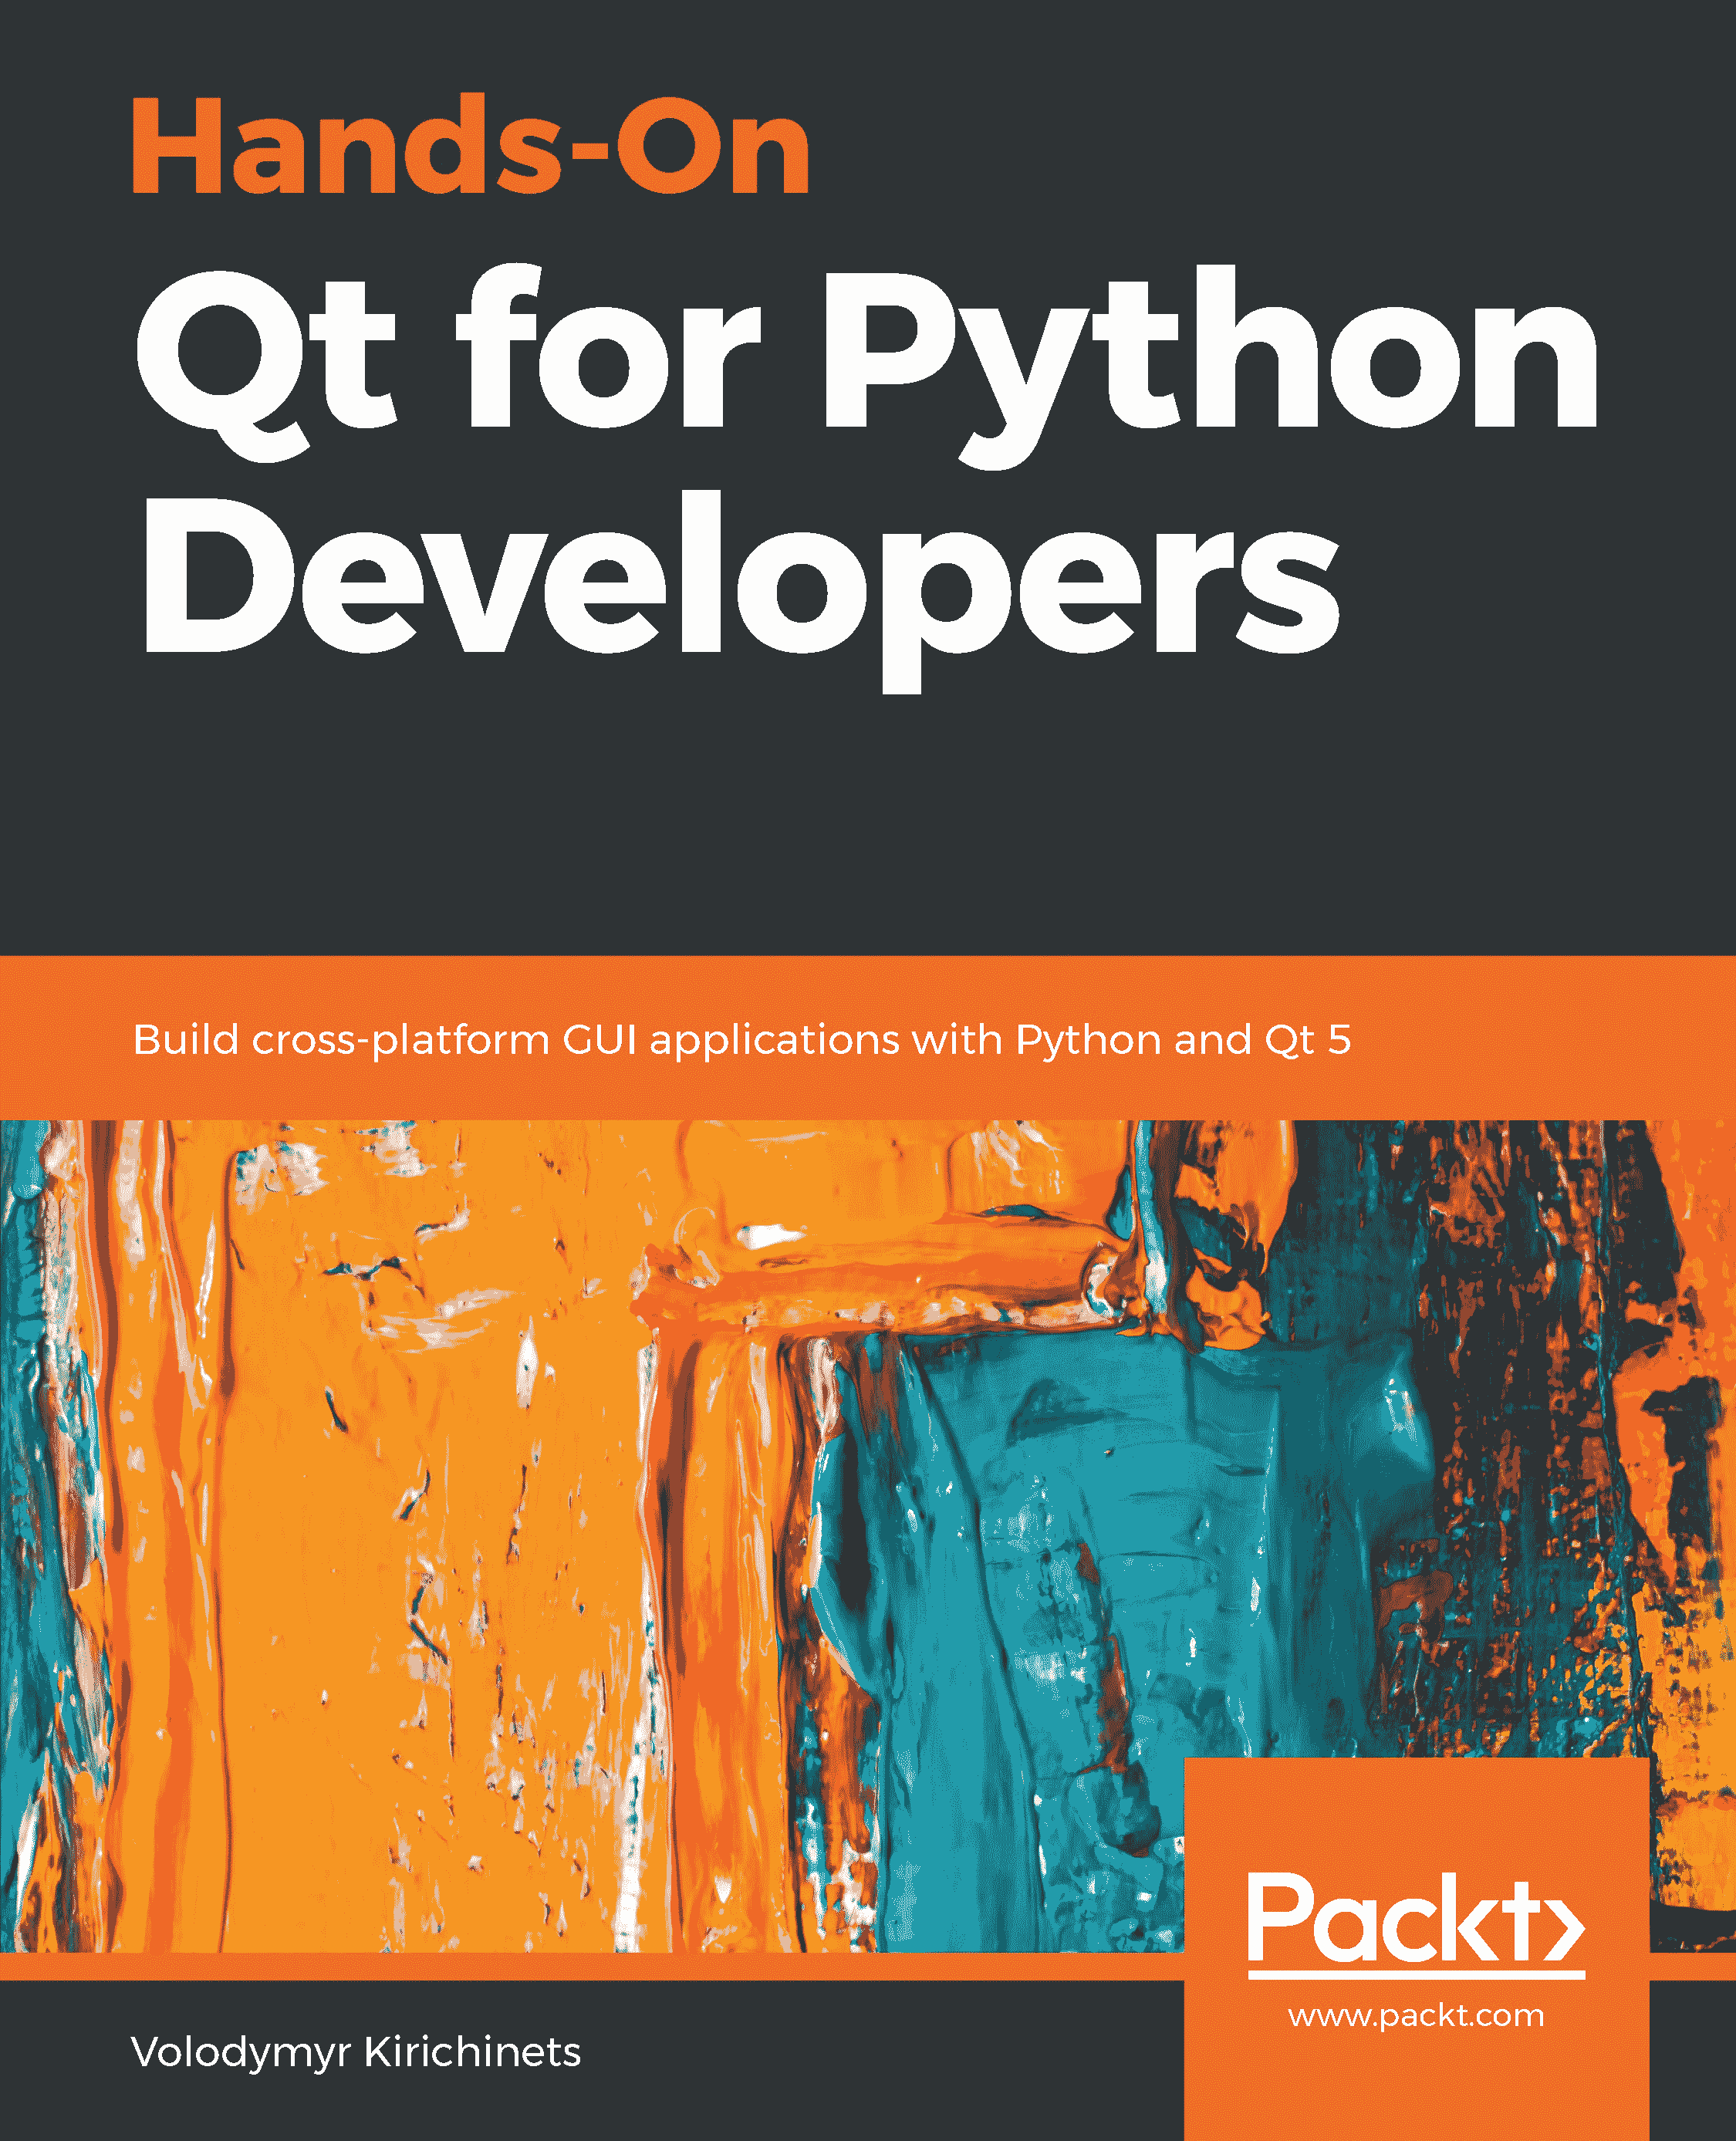 Hands-On
Qt for Python
Developers
Build cross-platform GUI applications with Python and Qt 5
Packt>
www.packt.com
Volodymyr Kirichinets